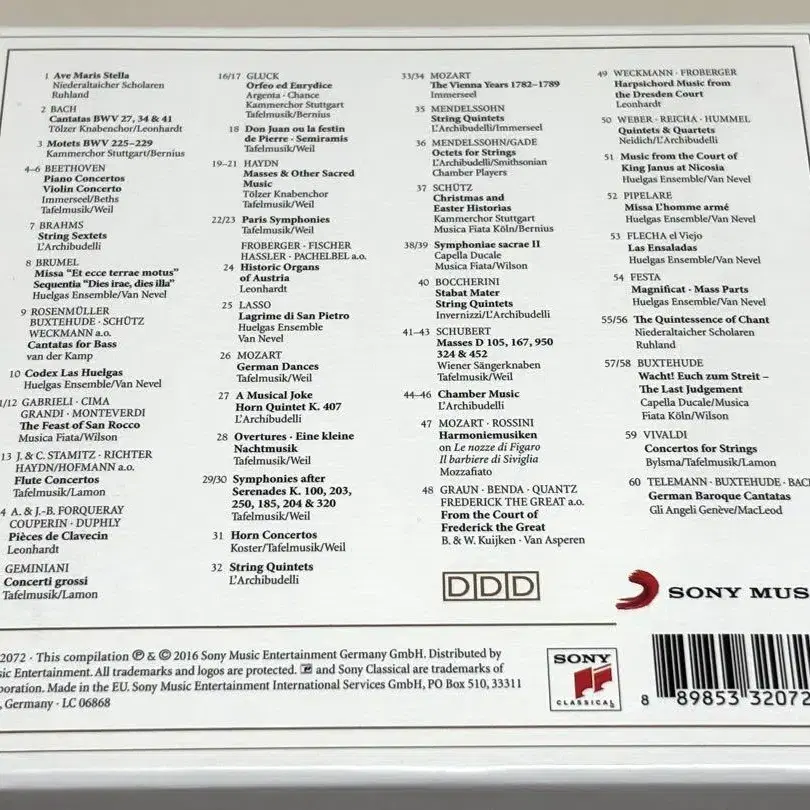 1 Ave Maris Stella
Niederaltaicher Scholaren
Ruhland
2 BACH
Cantatas BWV 27, 34 & 41
Tölzer Knabenchor/Leonhardt
3 Motets BWV 225–229
Kammerchor Stuttgart/Bernius
4–6 BEETHOVEN
Piano Concertos
Violin Concerto
Immerseel/Beths
Tafelmusik/Weil
7 BRAHMS
String Sextets
L'Archibudelli
8 BRUMEL
Missa "Et ecce terrae motus"
Sequentia "Dies irae, dies illa"
Huelgas Ensemble/Van Nevel
9 ROSENMÜLLER
BUXTEHUDE · SCHÜTZ
WECKMANN a.o.
Cantatas for Bass
van der Kamp
10 Codex Las Huelgas
Huelgas Ensemble/Van Nevel
1/12 GABRIELI · CIMA
GRANDI · MONTEVERDI
The Feast of San Rocco
Musica Fiata/Wilson
13 J. & C. STAMITZ · RICHTER
HAYDN/HOFMANN a.o.
Flute Concertos
Tafelmusik/Lamon
4 A. & J.-B. FORQUERAY
COUPERIN · DUPHLY
Pièces de Clavecin
Leonhardt
GEMINIANI
Concerti grossi
Tafelmusik/Lamon
16/17 GLUCK
Orfeo ed Eurydice
Argenta · Chance
Kammerchor Stuttgart
Tafelmusik/Bernius
18 Don Juan ou la festin
de Pierre · Semiramis
Tafelmusik/Weil
19–21 HAYDN
Masses & Other Sacred
Music
Tölzer Knabenchor
Tafelmusik/Weil
22/23 Paris Symphonies
Tafelmusik/Weil
FROBERGER · FISCHER
HASSLER · PACHELBEL a.o.
24 Historic Organs
of Austria
Leonhardt
25 LASSO
Lagrime di San Pietro
Huelgas Ensemble
Van Nevel
26 MOZART
German Dances
Tafelmusik/Weil
27 A Musical Joke
Horn Quintet K. 407
L'Archibudelli
28 Overtures · Eine kleine
Nachtmusik
Tafelmusik/Weil
29/30 Symphonies after
Serenades K. 100, 203,
250, 185, 204 & 320
Tafelmusik/Weil
31 Horn Concertos
Koster/Tafelmusik/Weil
32 String Quintets
L'Archibudelli
33/34 MOZART
The Vienna Years 1782–1789
Immerseel
35 MENDELSSOHN
String Quintets
L'Archibudelli/Immerseel
36 MENDELSSOHN/GADE
Octets for Strings
L'Archibudelli/Smithsonian
Chamber Players
37 SCHÜTZ
Christmas and
Easter Historias
Kammerchor Stuttgart
Musica Fiata Köln/Bernius
38/39 Symphoniae sacrae II
Capella Ducale
Musica Fiata/Wilson
40 BOCCHERINI
Stabat Mater
String Quintets
Invernizzi/L'Archibudelli
41–43 SCHUBERT
Masses D 105, 167, 950
324 & 452
Wiener Sängerknaben
Tafelmusik/Weil
44–46 Chamber Music
L'Archibudelli
47 MOZART · ROSSINI
Harmoniemusiken
on Le nozze di Figaro
Il barbiere di Siviglia
Mozzafiato
48 GRAUN · BENDA · QUANTZ
FREDERICK THE GREAT a.o.
From the Court of
Frederick the Great
B. & W. Kuijken · Van Asperen
49 WECKMANN · FROBERGER
Harpsichord Music from
the Dresden Court
Leonhardt
50 WEBER · REICHA · HUMMEL
Quintets & Quartets
Neidich/L'Archibudelli
51 Music from the Court of
King Janus at Nicosia
Huelgas Ensemble/Van Nevel
52 PIPELARE
Missa L'homme armé
Huelgas Ensemble/Van Nevel
53 FLECHA el Viejo
Las Ensaladas
Huelgas Ensemble/Van Nevel
54 FESTA
Magnificat · Mass Parts
Huelgas Ensemble/Van Nevel
55/56 The Quintessence of Chant
Niederaltaicher Scholaren
Ruhland
57/58 BUXTEHUDE
Wacht! Euch zum Streit –
The Last Judgement
Capella Ducale/Musica
Fiata Köln/Wilson
59 VIVALDI
Concertos for Strings
Bylsma/Tafelmusik/Lamon
60 TELEMANN · BUXTEHUDE · BACH
German Baroque Cantatas
Gli Angeli Genève/MacLeod
DDD
SONY MUS
2072 · This compilation ℗ & © 2016 Sony Music Entertainment Germany GmbH. Distributed by
sic Entertainment. All trademarks and logos are protected. and Sony Classical are trademarks of
poration. Made in the EU. Sony Music Entertainment International Services GmbH, PO Box 510, 33311
, Germany · LC 06868
SONY
CLASSICAL
8 89853 32072